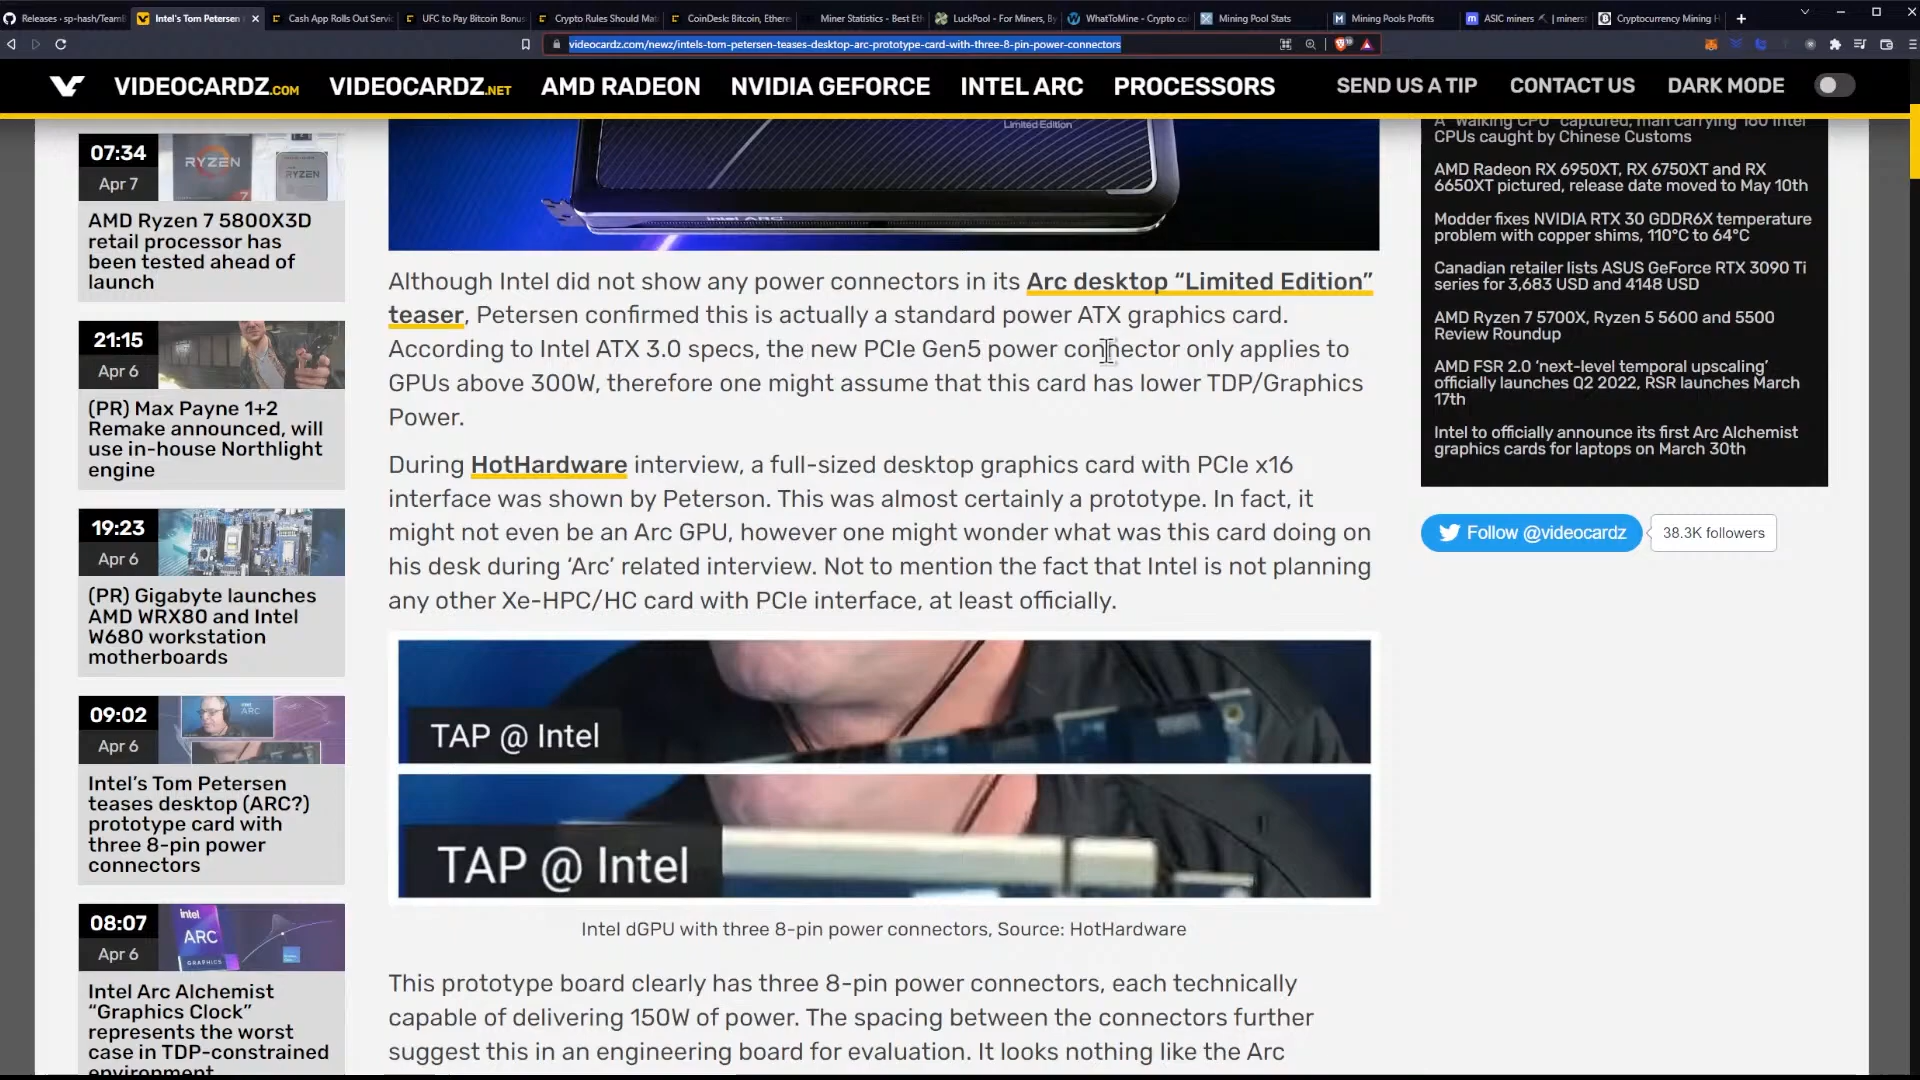 Releases · sp-hash/TeamB
Intel's Tom Petersen
Cash App Rolls Out Servi
UFC to Pay Bitcoin Bonus
Crypto Rules Should Mat
CoinDesk: Bitcoin, Ethere
Miner Statistics - Best Eth
LuckPool - For Miners, By
WhatToMine - Crypto co
Mining Pool Stats
Mining Pools Profits
ASIC miners
Cryptocurrency Mining H
videocardz.com/newz/intels-tom-petersen-teases-desktop-arc-prototype-card-with-three-8-pin-power-connectors
VIDEOCARDZ.COM
VIDEOCARDZ.NET
AMD RADEON
NVIDIA GEFORCE
INTEL ARC
PROCESSORS
SEND US A TIP
CONTACT US
DARK MODE
07:34
Apr 7
RYZEN
RYZEN
AMD Ryzen 7 5800X3D
retail processor has
been tested ahead of
launch
21:15
Apr 6
(PR) Max Payne 1+2
Remake announced, will
use in-house Northlight
engine
19:23
Apr 6
(PR) Gigabyte launches
AMD WRX80 and Intel
W680 workstation
motherboards
09:02
Apr 6
Intel's Tom Petersen
teases desktop (ARC?)
prototype card with
three 8-pin power
connectors
08:07
Apr 6
intel
ARC
GRAPHICS
Intel Arc Alchemist
“Graphics Clock”
represents the worst
case in TDP-constrained
environment
Limited Edition
intel ARC
Although Intel did not show any power connectors in its Arc desktop “Limited Edition”
teaser, Petersen confirmed this is actually a standard power ATX graphics card.
According to Intel ATX 3.0 specs, the new PCIe Gen5 power connector only applies to
GPUs above 300W, therefore one might assume that this card has lower TDP/Graphics
Power.
During HotHardware interview, a full-sized desktop graphics card with PCIe x16
interface was shown by Peterson. This was almost certainly a prototype. In fact, it
might not even be an Arc GPU, however one might wonder what was this card doing on
his desk during ‘Arc’ related interview. Not to mention the fact that Intel is not planning
any other Xe-HPC/HC card with PCIe interface, at least officially.
TAP @ Intel
TAP @ Intel
Intel dGPU with three 8-pin power connectors, Source: HotHardware
This prototype board clearly has three 8-pin power connectors, each technically
capable of delivering 150W of power. The spacing between the connectors further
suggest this in an engineering board for evaluation. It looks nothing like the Arc
A “Walking CPU” captured, man carrying 160 Intel
CPUs caught by Chinese Customs
AMD Radeon RX 6950XT, RX 6750XT and RX
6650XT pictured, release date moved to May 10th
Modder fixes NVIDIA RTX 30 GDDR6X temperature
problem with copper shims, 110°C to 64°C
Canadian retailer lists ASUS GeForce RTX 3090 Ti
series for 3,683 USD and 4148 USD
AMD Ryzen 7 5700X, Ryzen 5 5600 and 5500
Review Roundup
AMD FSR 2.0 ‘next-level temporal upscaling’
officially launches Q2 2022, RSR launches March
17th
Intel to officially announce its first Arc Alchemist
graphics cards for laptops on March 30th
Follow @videocardz
38.3K followers